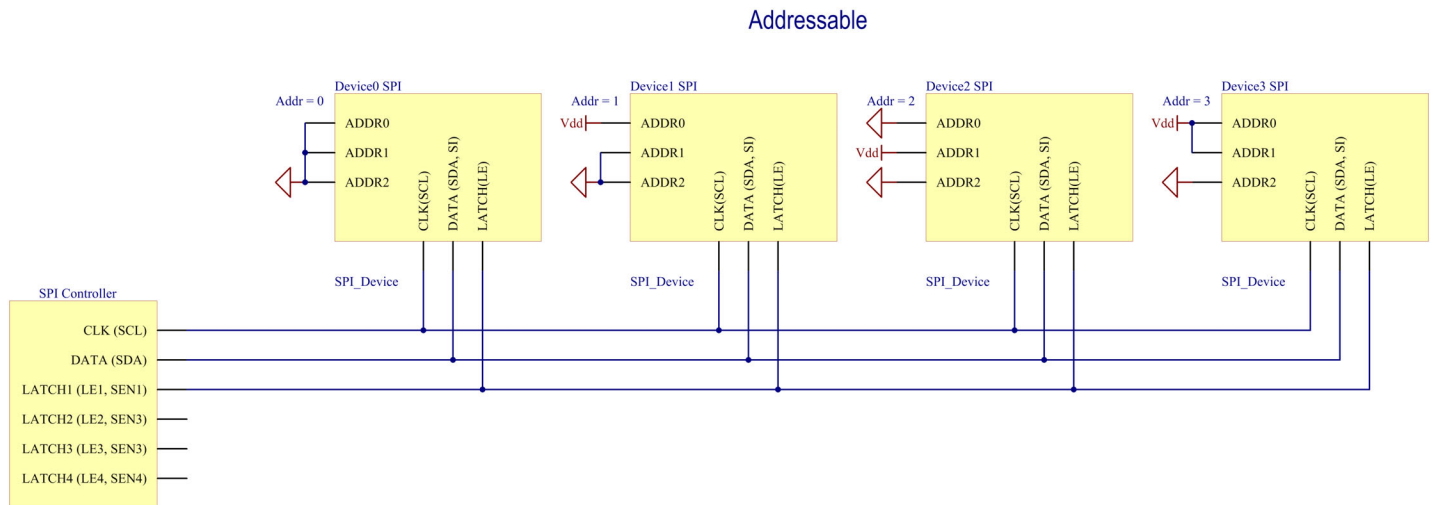 Addressable
Device0 SPI
Addr = 0
ADDR0
ADDR1
ADDR2
CLK(SCL)
DATA (SDA, SI)
LATCH(LE)
SPI_Device
Device1 SPI
Addr = 1
Vdd
ADDR0
ADDR1
ADDR2
CLK(SCL)
DATA (SDA, SI)
LATCH(LE)
SPI_Device
Device2 SPI
Addr = 2
ADDR0
Vdd
ADDR1
ADDR2
CLK(SCL)
DATA (SDA, SI)
LATCH(LE)
SPI_Device
Device3 SPI
Addr = 3
Vdd
ADDR0
ADDR1
ADDR2
CLK(SCL)
DATA (SDA, SI)
LATCH(LE)
SPI_Device
SPI Controller
CLK (SCL)
DATA (SDA)
LATCH1 (LE1, SEN1)
LATCH2 (LE2, SEN3)
LATCH3 (LE3, SEN3)
LATCH4 (LE4, SEN4)